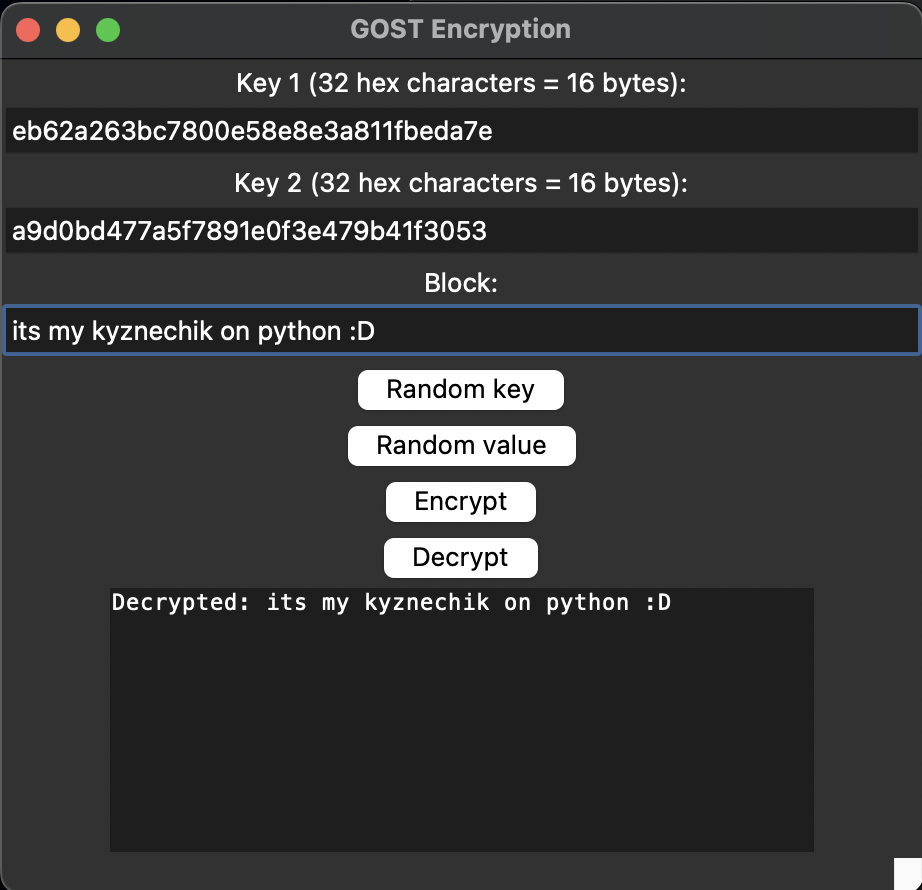 GOST Encryption
Key 1 (32 hex characters = 16 bytes):
eb62a263bc7800e58e8e3a811fbeda7e
Key 2 (32 hex characters = 16 bytes):
a9d0bd477a5f7891e0f3e479b41f3053
Block:
its my kyznechik on python :D
Random key
Random value
Encrypt
Decrypt
Decrypted: its my kyznechik on python :D